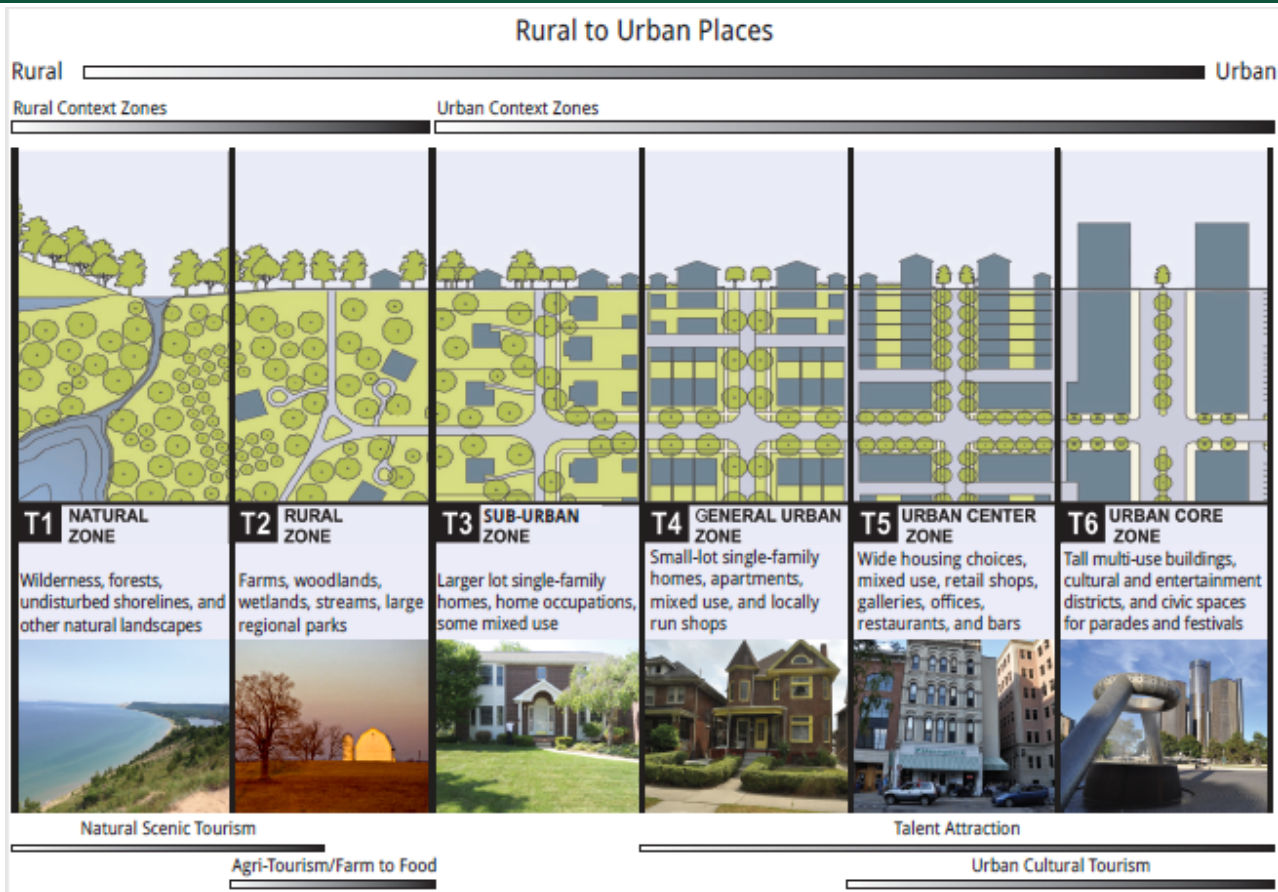 Rural to Urban Places
Rural
Urban
Rural Context Zones
Urban Context Zones
T1 NATURAL
ZONE
Wilderness, forests,
undisturbed shorelines, and
other natural landscapes
T2 RURAL
ZONE
Farms, woodlands,
wetlands, streams, large
regional parks
T3 SUB-URBAN
ZONE
Larger lot single-family
homes, home occupations,
some mixed use
T4 GENERAL URBAN
ZONE
Small-lot single-family
homes, apartments,
mixed use, and locally
run shops
T5 URBAN CENTER
ZONE
Wide housing choices,
mixed use, retail shops,
galleries, offices,
restaurants, and bars
T6 URBAN CORE
ZONE
Tall multi-use buildings,
cultural and entertainment
districts, and civic spaces
for parades and festivals
Natural Scenic Tourism
Talent Attraction
Agri-Tourism/Farm to Food
Urban Cultural Tourism